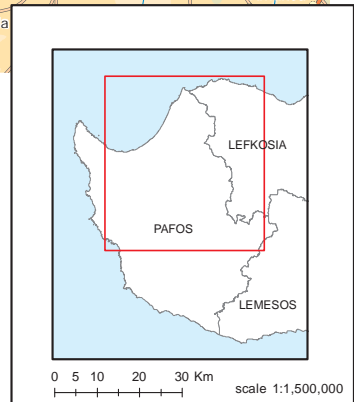 a
LEFKOSIA
PAFOS
LEMESOS
0 5 10 20 30 Km
scale 1:1,500,000